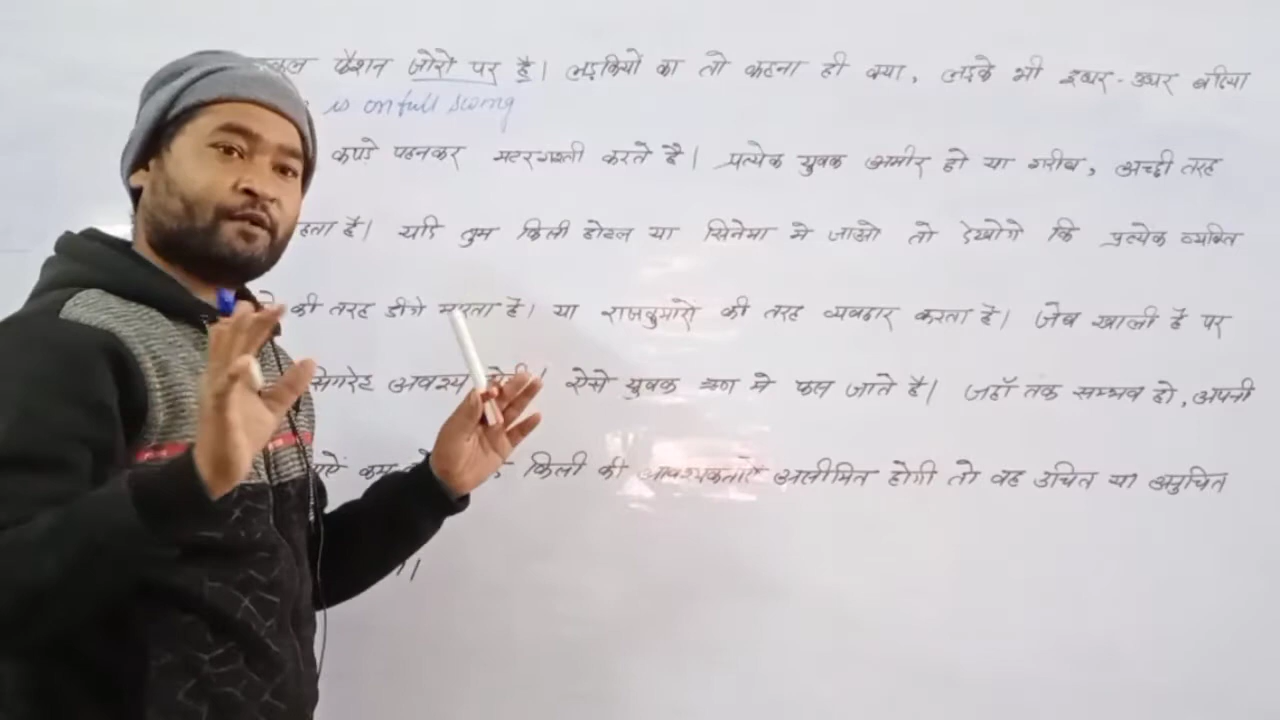 फैशन जोरो पर है। लड़कियों का तो कहना ही क्या, लड़के भी इधर-उधर बढिया
is on full swing
कपडे पहनकर मटरगश्ती करते है। प्रत्येक युवक अमीर हो या गरीब, अच्छी तरह
है। यदि तुम किसी होटल या सिनेमा मे जाओ तो देखोगे कि प्रत्येक व्यक्ति
की तरह डींगे मारता है। या राजकुमारो की तरह व्यवहार करता है। जेब खाली है पर
सिगरेट अवश्य ऐसे युवक ऋण मे फस जाते है। जहाँ तक सम्भव हो, अपनी
कम किसी की आवश्यकताऐं असीमित होगी तो वह उचित या अनुचित